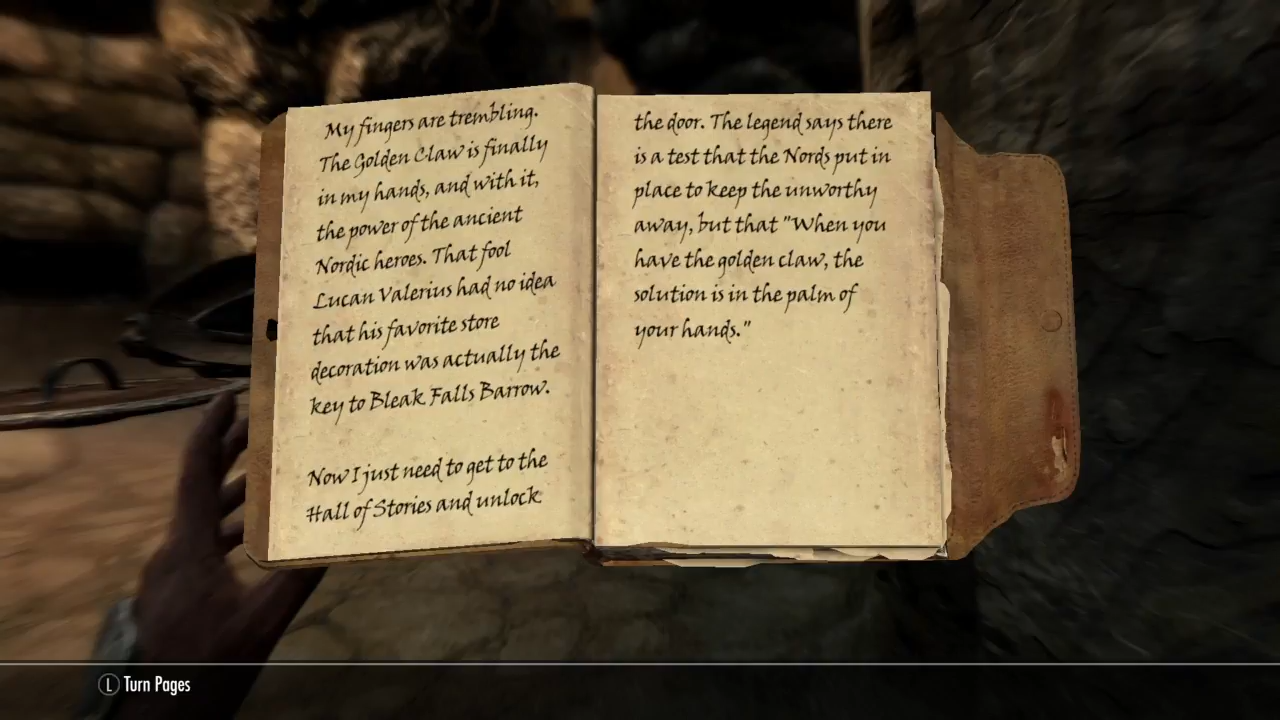 My fingers are trembling.
The Golden Claw is finally
in my hands, and with it,
the power of the ancient
Nordic heroes. That fool
Lucan Valerius had no idea
that his favorite store
decoration was actually the
key to Bleak Falls Barrow.
Now I just need to get to the
Hall of Stories and unlock
the door. The legend says there
is a test that the Nords put in
place to keep the unworthy
away, but that "When you
have the golden claw, the
solution is in the palm of
your hands."
L Turn Pages